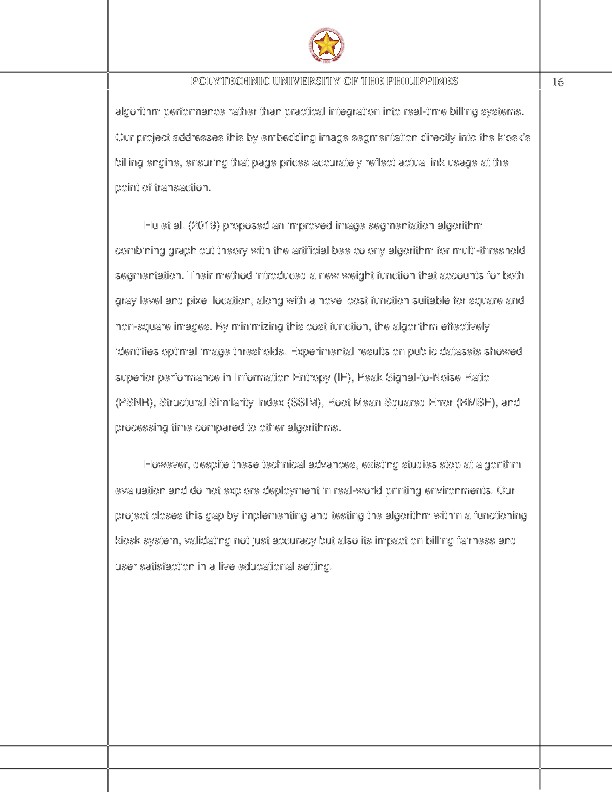 POLYTECHNIC UNIVERSITY OF THE PHILIPPINES
16
algorithm performance rather than practical integration into real-time billing systems.
Our project addresses this by embedding image segmentation directly into the kiosk's
billing engine, ensuring that page prices accurately reflect actual ink usage at the
point of transaction.
Hu et al. (2019) proposed an improved image segmentation algorithm
combining graph cut theory with the artificial bee colony algorithm for multi-threshold
segmentation. Their method introduced a new weight function that accounts for both
gray level and pixel location, along with a novel cost function suitable for square and
non-square images. By minimizing this cost function, the algorithm effectively
identifies optimal image thresholds. Experimental results on public datasets showed
superior performance in Information Entropy (IE), Peak Signal-to-Noise Ratio
(PSNR), Structural Similarity Index (SSIM), Root Mean Squared Error (RMSE), and
processing time compared to other algorithms.
However, despite these technical advances, existing studies stop at algorithm
evaluation and do not explore deployment in real-world printing environments. Our
project closes this gap by implementing and testing the algorithm within a functioning
kiosk system, validating not just accuracy but also its impact on billing fairness and
user satisfaction in a live educational setting.